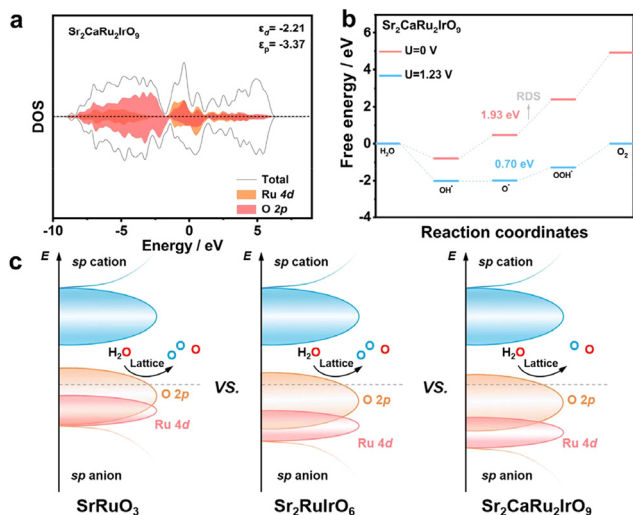 a
Sr₂CaRu₂IrO₉
ε_d = -2.21
ε_p = -3.37
DOS
Total
Ru 4d
O 2p
-10 -5 0 5
Energy / eV
b
Sr₂CaRu₂IrO₉
U=0 V
U=1.23 V
RDS
1.93 eV
0.70 eV
H₂O
OH*
O*
OOH*
O₂
6
4
2
0
-2
-4
-6
Free energy / eV
Reaction coordinates
c
E
sp cation
H₂O
O
O
O
Lattice
O 2p
Ru 4d
sp anion
SrRuO₃
VS.
E
sp cation
H₂O
O
O
O
Lattice
O 2p
Ru 4d
sp anion
Sr₂RuIrO₆
VS.
E
sp cation
H₂O
O
O
Lattice
O 2p
Ru 4d
sp anion
Sr₂CaRu₂IrO₉